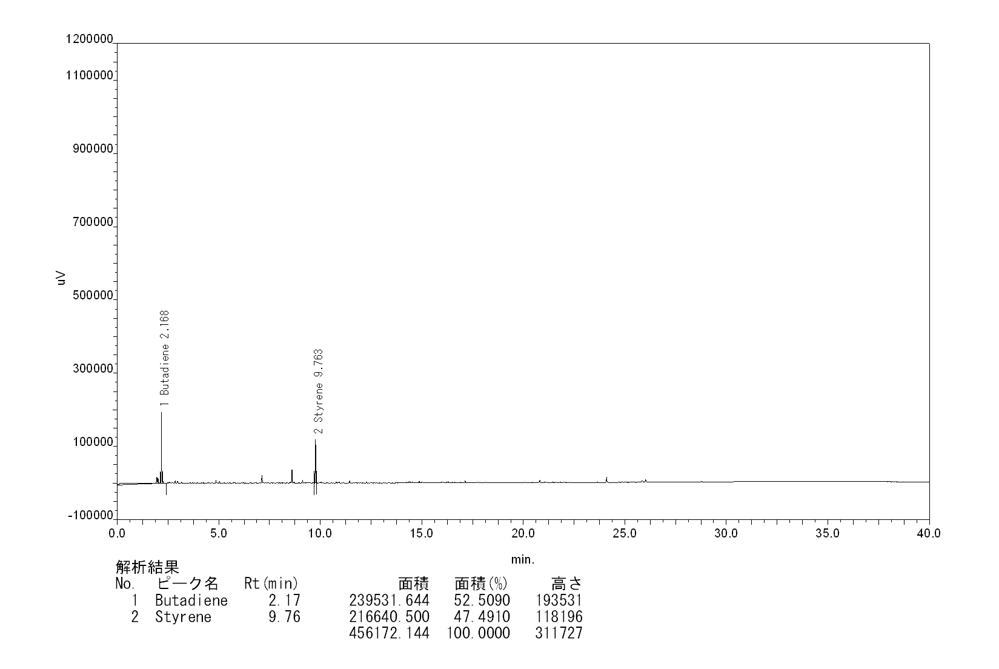 1200000
1100000
900000
700000
uV
500000
1 Butadiene 2.168
300000
2 Styrene 9.763
100000
-100000
0.0 5.0 10.0 15.0 20.0 25.0 30.0 35.0 40.0
min.
解析結果
No. ピーク名 Rt(min) 面積 面積(%) 高さ
1 Butadiene 2.17 239531.644 52.5090 193531
2 Styrene 9.76 216640.500 47.4910 118196
456172.144 100.0000 311727